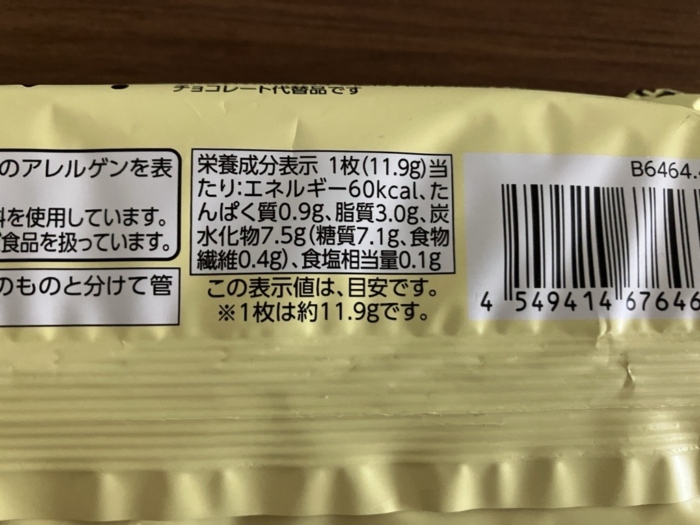 チョコレート代替品です
のアレルゲンを表
を使用しています。
食品を扱っています。
のものと分けて管
栄養成分表示 1枚(11.9g)当
たり:エネルギー60kcal、た
んぱく質0.9g、脂質3.0g、炭
水化物7.5g(糖質7.1g、食物
繊維0.4g)、食塩相当量0.1g
この表示値は、目安です。
※1枚は約11.9gです。
B6464.
4 549414 67646